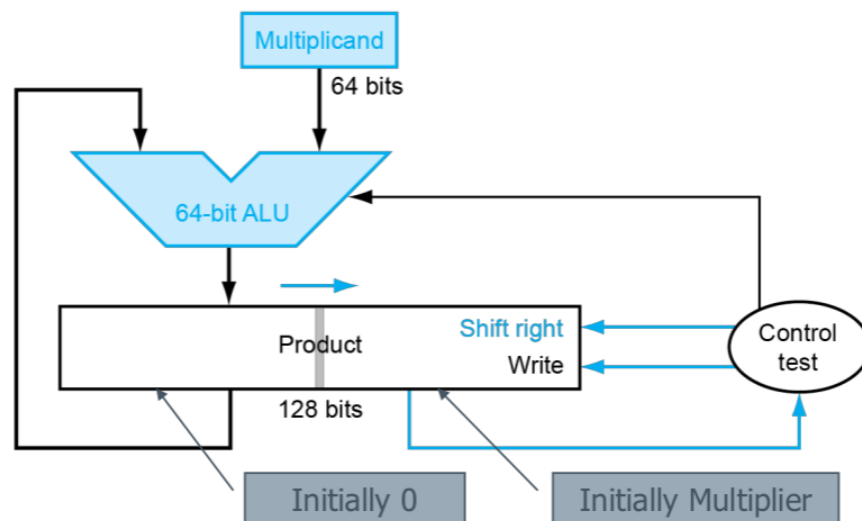 Multiplicand
64 bits
64-bit ALU
Shift right
Product
Write
Control
test
128 bits
Initially 0
Initially Multiplier